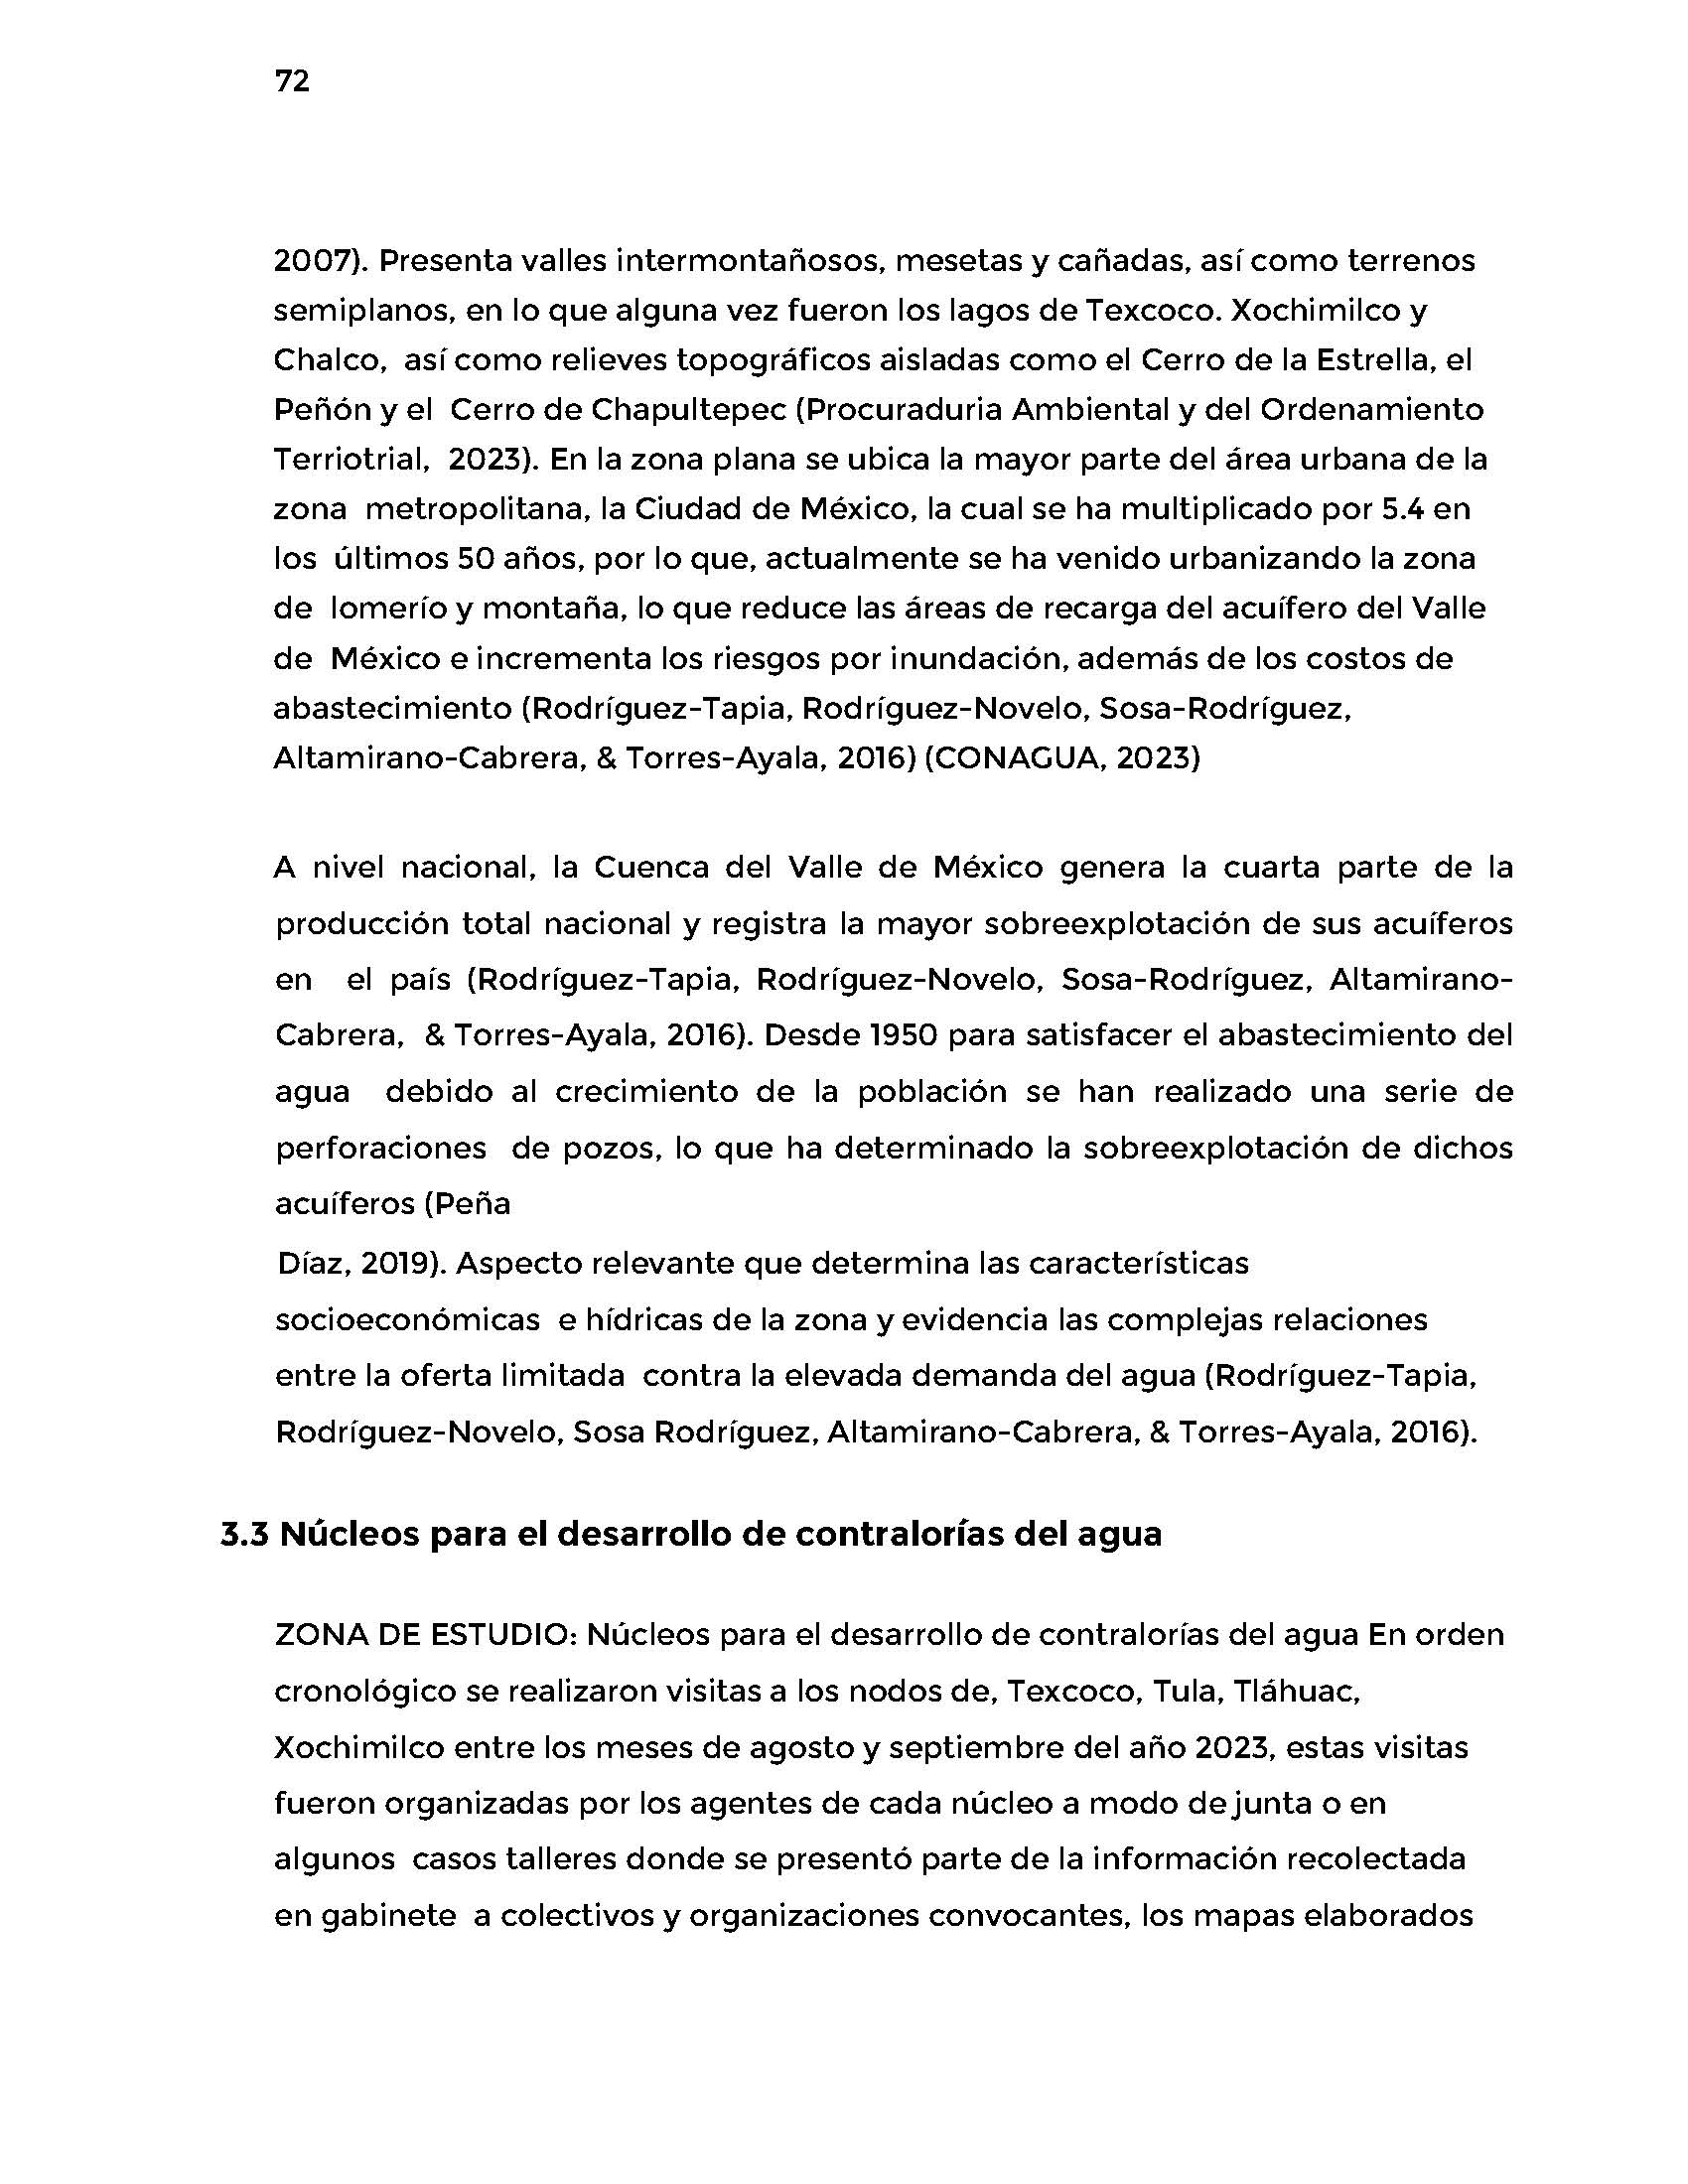 72
2007). Presenta valles intermontañosos, mesetas y cañadas, así como terrenos
semiplanos, en lo que alguna vez fueron los lagos de Texcoco. Xochimilco y
Chalco, así como relieves topográficos aisladas como el Cerro de la Estrella, el
Peñón y el Cerro de Chapultepec (Procuraduria Ambiental y del Ordenamiento
Terriotrial, 2023). En la zona plana se ubica la mayor parte del área urbana de la
zona metropolitana, la Ciudad de México, la cual se ha multiplicado por 5.4 en
los últimos 50 años, por lo que, actualmente se ha venido urbanizando la zona
de lomerío y montaña, lo que reduce las áreas de recarga del acuífero del Valle
de México e incrementa los riesgos por inundación, además de los costos de
abastecimiento (Rodríguez-Tapia, Rodríguez-Novelo, Sosa-Rodríguez,
Altamirano-Cabrera, & Torres-Ayala, 2016) (CONAGUA, 2023)
A nivel nacional, la Cuenca del Valle de México genera la cuarta parte de la
producción total nacional y registra la mayor sobreexplotación de sus acuíferos
en el país (Rodríguez-Tapia, Rodríguez-Novelo, Sosa-Rodríguez, Altamirano-
Cabrera, & Torres-Ayala, 2016). Desde 1950 para satisfacer el abastecimiento del
agua debido al crecimiento de la población se han realizado una serie de
perforaciones de pozos, lo que ha determinado la sobreexplotación de dichos
acuíferos (Peña
Díaz, 2019). Aspecto relevante que determina las características
socioeconómicas e hídricas de la zona y evidencia las complejas relaciones
entre la oferta limitada contra la elevada demanda del agua (Rodríguez-Tapia,
Rodríguez-Novelo, Sosa Rodríguez, Altamirano-Cabrera, & Torres-Ayala, 2016).
3.3 Núcleos para el desarrollo de contralorías del agua
ZONA DE ESTUDIO: Núcleos para el desarrollo de contralorías del agua En orden
cronológico se realizaron visitas a los nodos de, Texcoco, Tula, Tláhuac,
Xochimilco entre los meses de agosto y septiembre del año 2023, estas visitas
fueron organizadas por los agentes de cada núcleo a modo de junta o en
algunos casos talleres donde se presentó parte de la información recolectada
en gabinete a colectivos y organizaciones convocantes, los mapas elaborados